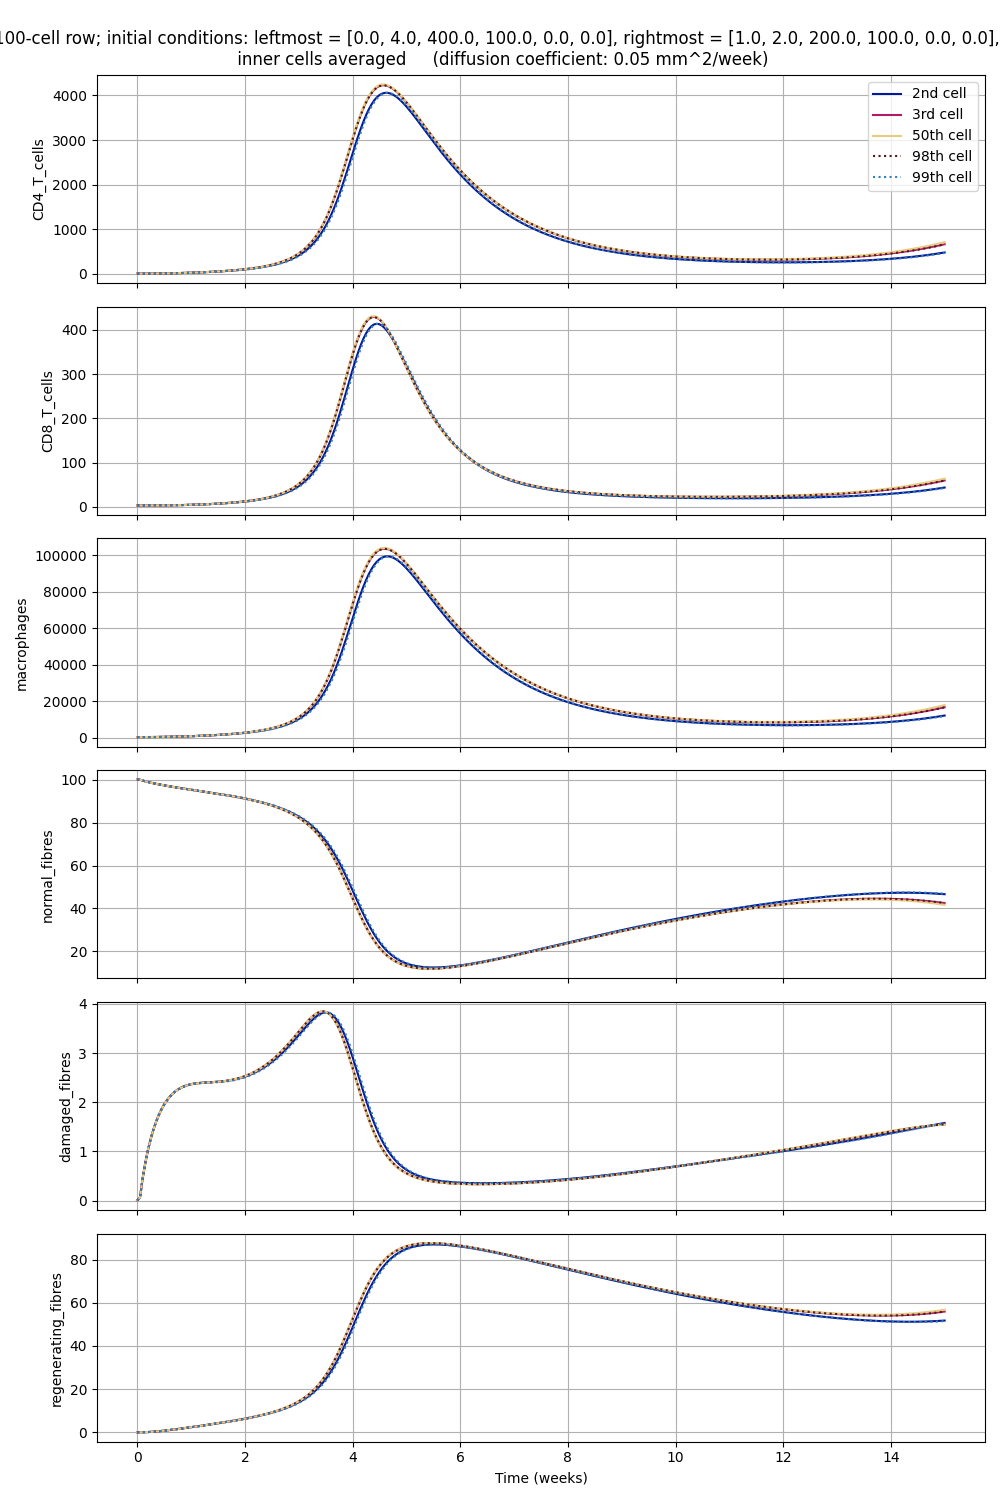 100-cell row; initial conditions: leftmost = [0.0, 4.0, 400.0, 100.0, 0.0, 0.0], rightmost = [1.0, 2.0, 200.0, 100.0, 0.0, 0.0],
inner cells averaged (diffusion coefficient: 0.05 mm^2/week)
2nd cell
3rd cell
50th cell
98th cell
99th cell
CD4_T_cells
4000
3000
2000
1000
0
CD8_T_cells
400
300
200
100
0
macrophages
100000
80000
60000
40000
20000
0
normal_fibres
100
80
60
40
20
damaged_fibres
4
3
2
1
0
regenerating_fibres
80
60
40
20
0
0 2 4 6 8 10 12 14
Time (weeks)